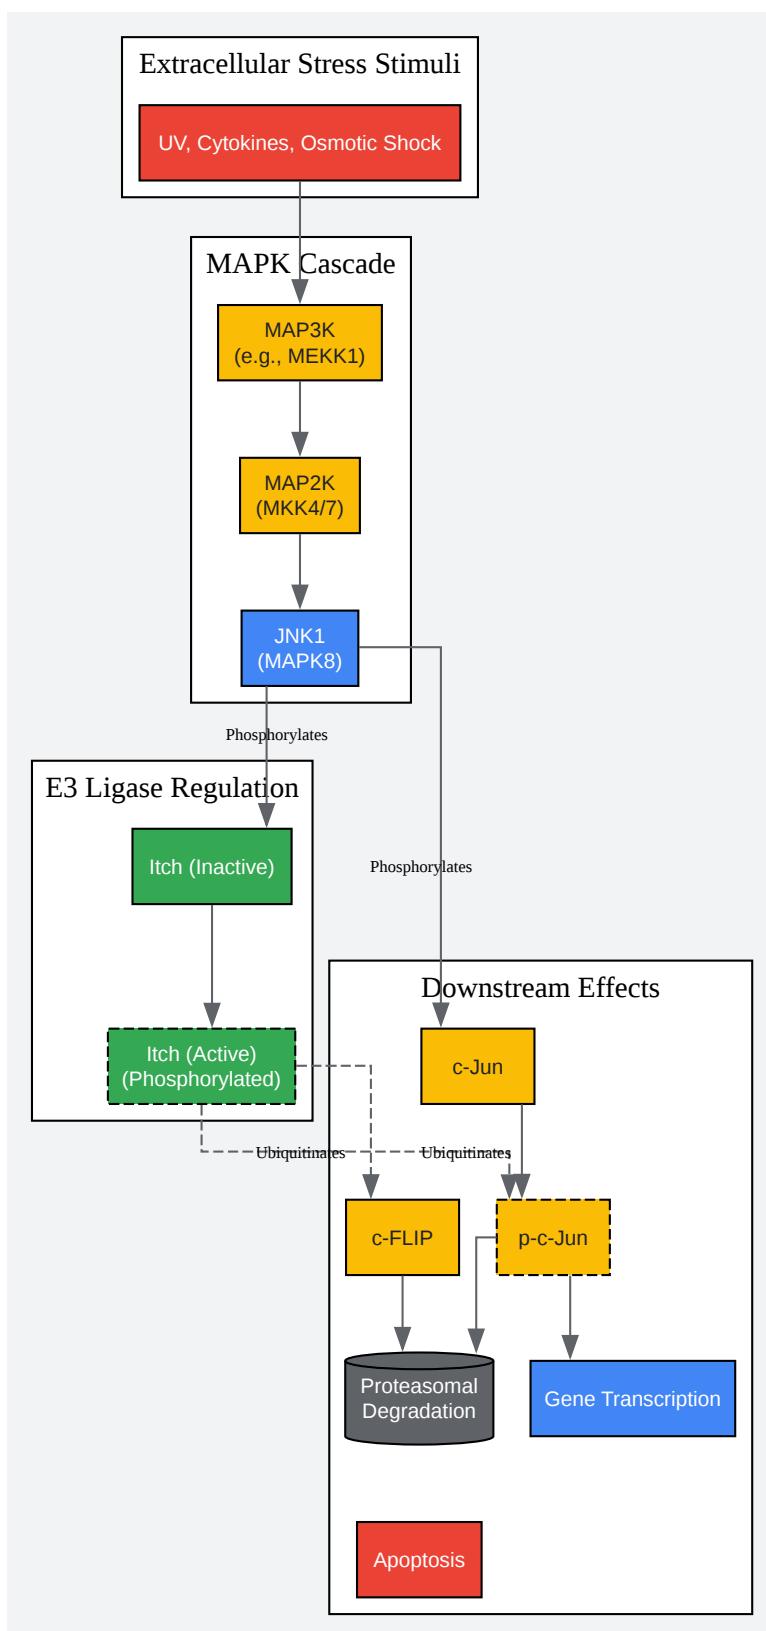 Extracellular Stress Stimuli
UV, Cytokines, Osmotic Shock
MAPK Cascade
MAP3K
(e.g., MEKK1)
MAP2K
(MKK4/7)
JNK1
(MAPK8)
Phosphorylates
E3 Ligase Regulation
Itch (Inactive)
Phosphorylates
Downstream Effects
Itch (Active)
(Phosphorylated)
c-Jun
Ubiquitinates
Ubiquitinates
c-FLIP
p-c-Jun
Proteasomal
Degradation
Gene Transcription
Apoptosis